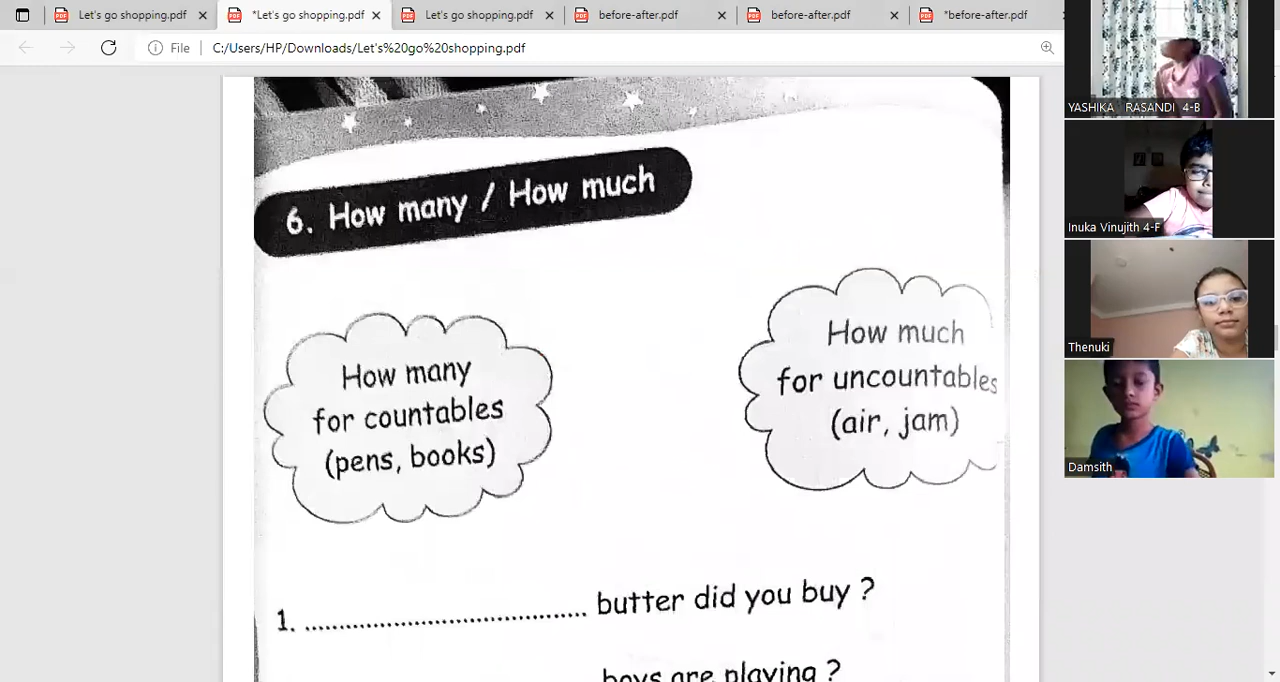 Let's go shopping.pdf
*Let's go shopping.pdf
Let's go shopping.pdf
before-after.pdf
before-after.pdf
*before-after.pdf
File
C:/Users/HP/Downloads/Let's%20go%20shopping.pdf
6. How many / How much
How many
for countables
(pens, books)
How much
for uncountables
(air, jam)
1. ........................................ butter did you buy ?
boys are playing ?
YASHIKA RASANDI 4-B
Inuka Vinujith 4-F
Thenuki
Damsith